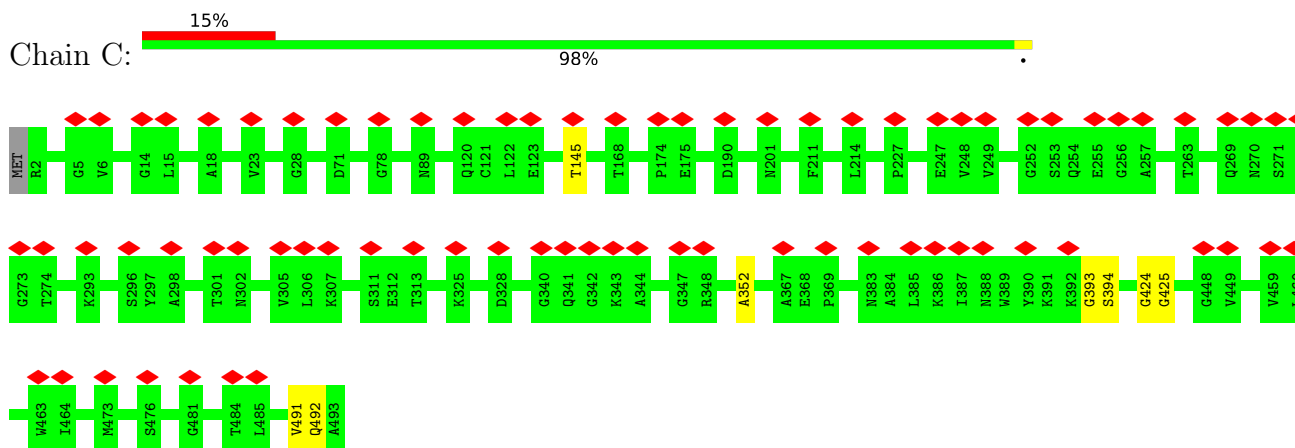 15%
Chain C:
98%
•
MET R2 G5 V6 G14 L15 A18 V23 G28 D71 G78 N89 Q120 C121 L122 E123 T145 T168 P174 E175 D190 N201 F211 L214 P227 E247 V248 V249 G252 S253 Q254 E255 G256 A257 T263 Q269 N270 S271
G273 T274 K293 S296 Y297 A298 T301 N302 V305 L306 K307 S311 E312 T313 K325 D328 G340 Q341 G342 K343 A344 G347 R348 A352 A367 E368 P369 N383 A384 L385 K386 I387 N388 W389 Y390 K391 K392 G393 S394 G424 G425 G448 V449 V459
W463 I464 M473 S476 G481 T484 L485 V491 Q492 A493